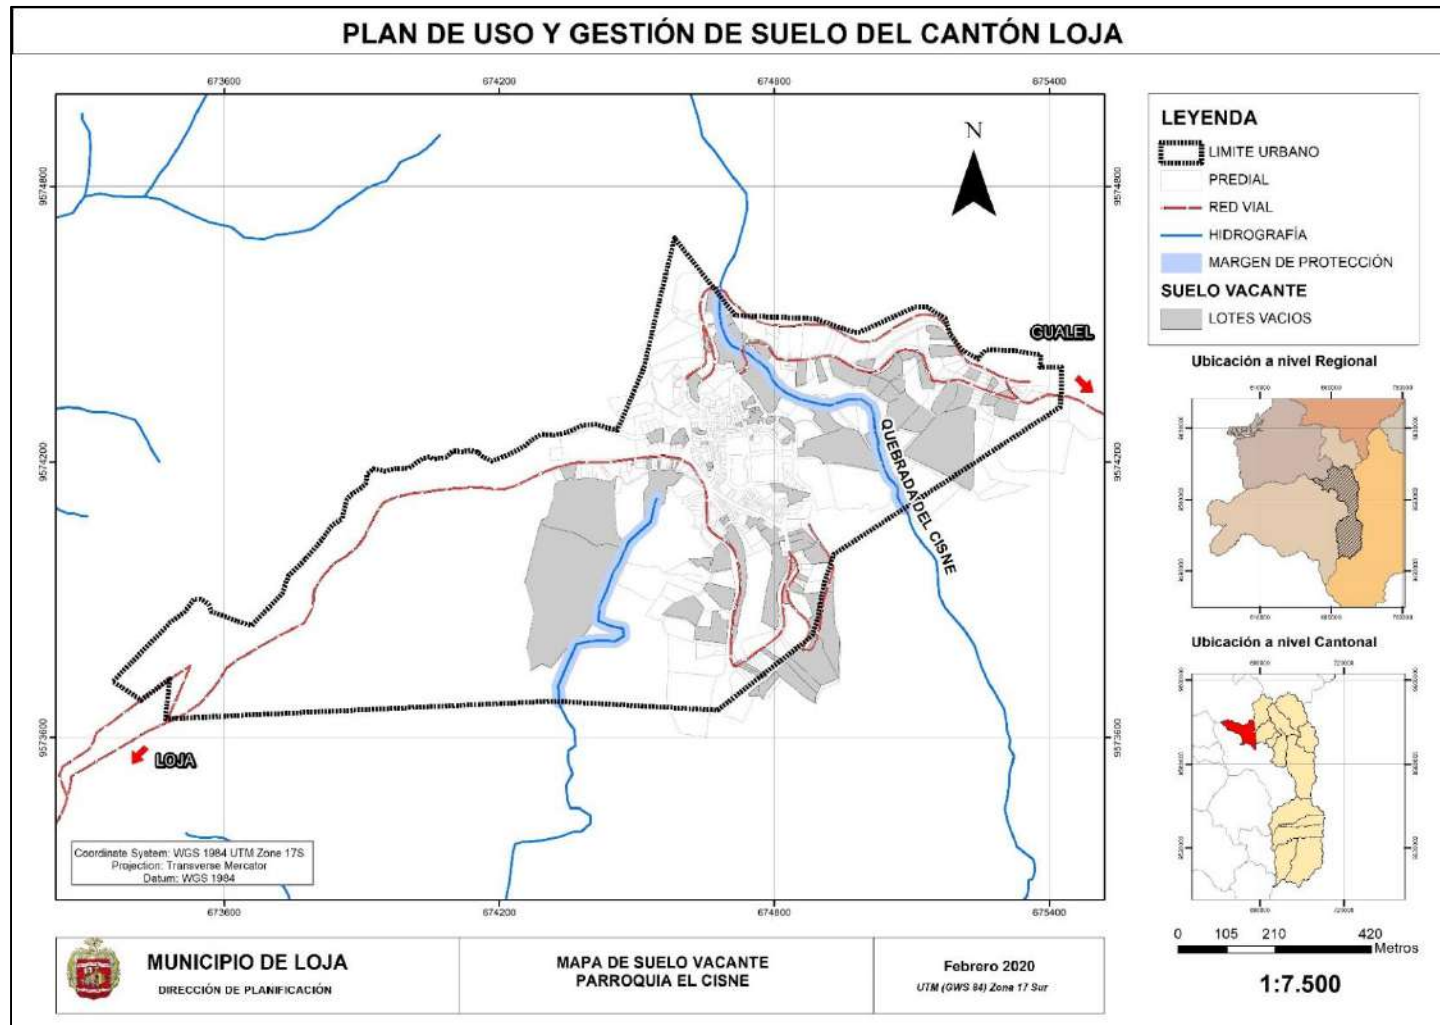 PLAN DE USO Y GESTIÓN DE SUELO DEL CANTÓN LOJA
673600
674200
674800
675400
9574800
9574800
9574200
9574200
9573600
9573600
N
GUALEL
QUEBRADA DEL CISNE
LOJA
Coordinate System: WGS 1984 UTM Zone 17S
Projection: Transverse Mercator
Datum: WGS 1984
673600
674200
674800
675400
LEYENDA
LIMITE URBANO
PREDIAL
RED VIAL
HIDROGRAFÍA
MARGEN DE PROTECCIÓN
SUELO VACANTE
LOTES VACIOS
Ubicación a nivel Regional
Ubicación a nivel Cantonal
0 105 210 420
Metros
1:7.500
MUNICIPIO DE LOJA
DIRECCIÓN DE PLANIFICACIÓN
MAPA DE SUELO VACANTE
PARROQUIA EL CISNE
Febrero 2020
UTM (GWS 84) Zona 17 Sur